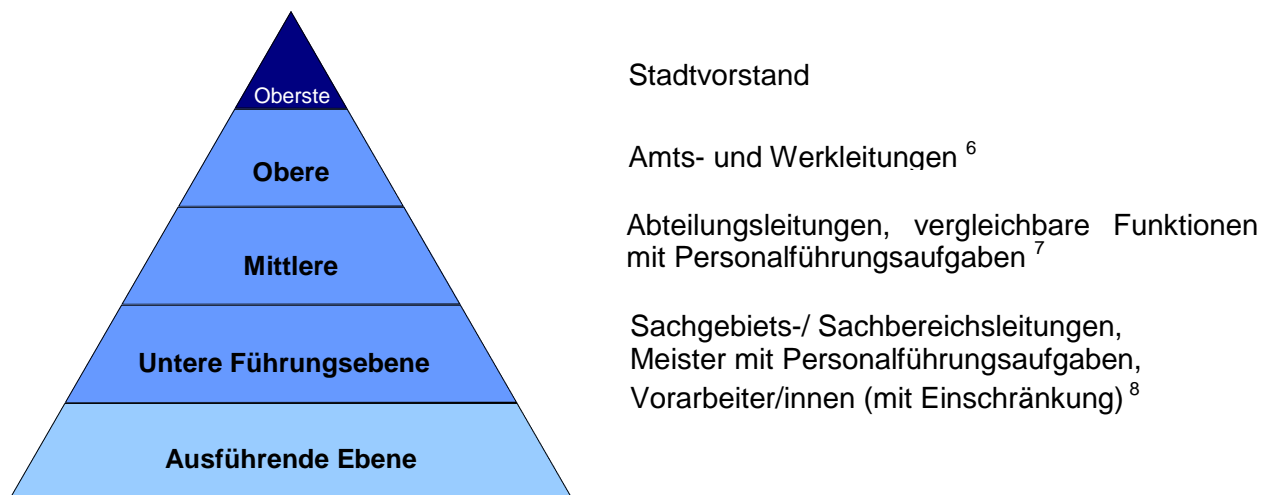 Oberste
Stadtvorstand
Obere
Amts- und Werkleitungen 6
Mittlere
Abteilungsleitungen, vergleichbare Funktionen
mit Personalführungsaufgaben 7
Untere Führungsebene
Sachgebiets-/ Sachbereichsleitungen,
Meister mit Personalführungsaufgaben,
Vorarbeiter/innen (mit Einschränkung) 8
Ausführende Ebene